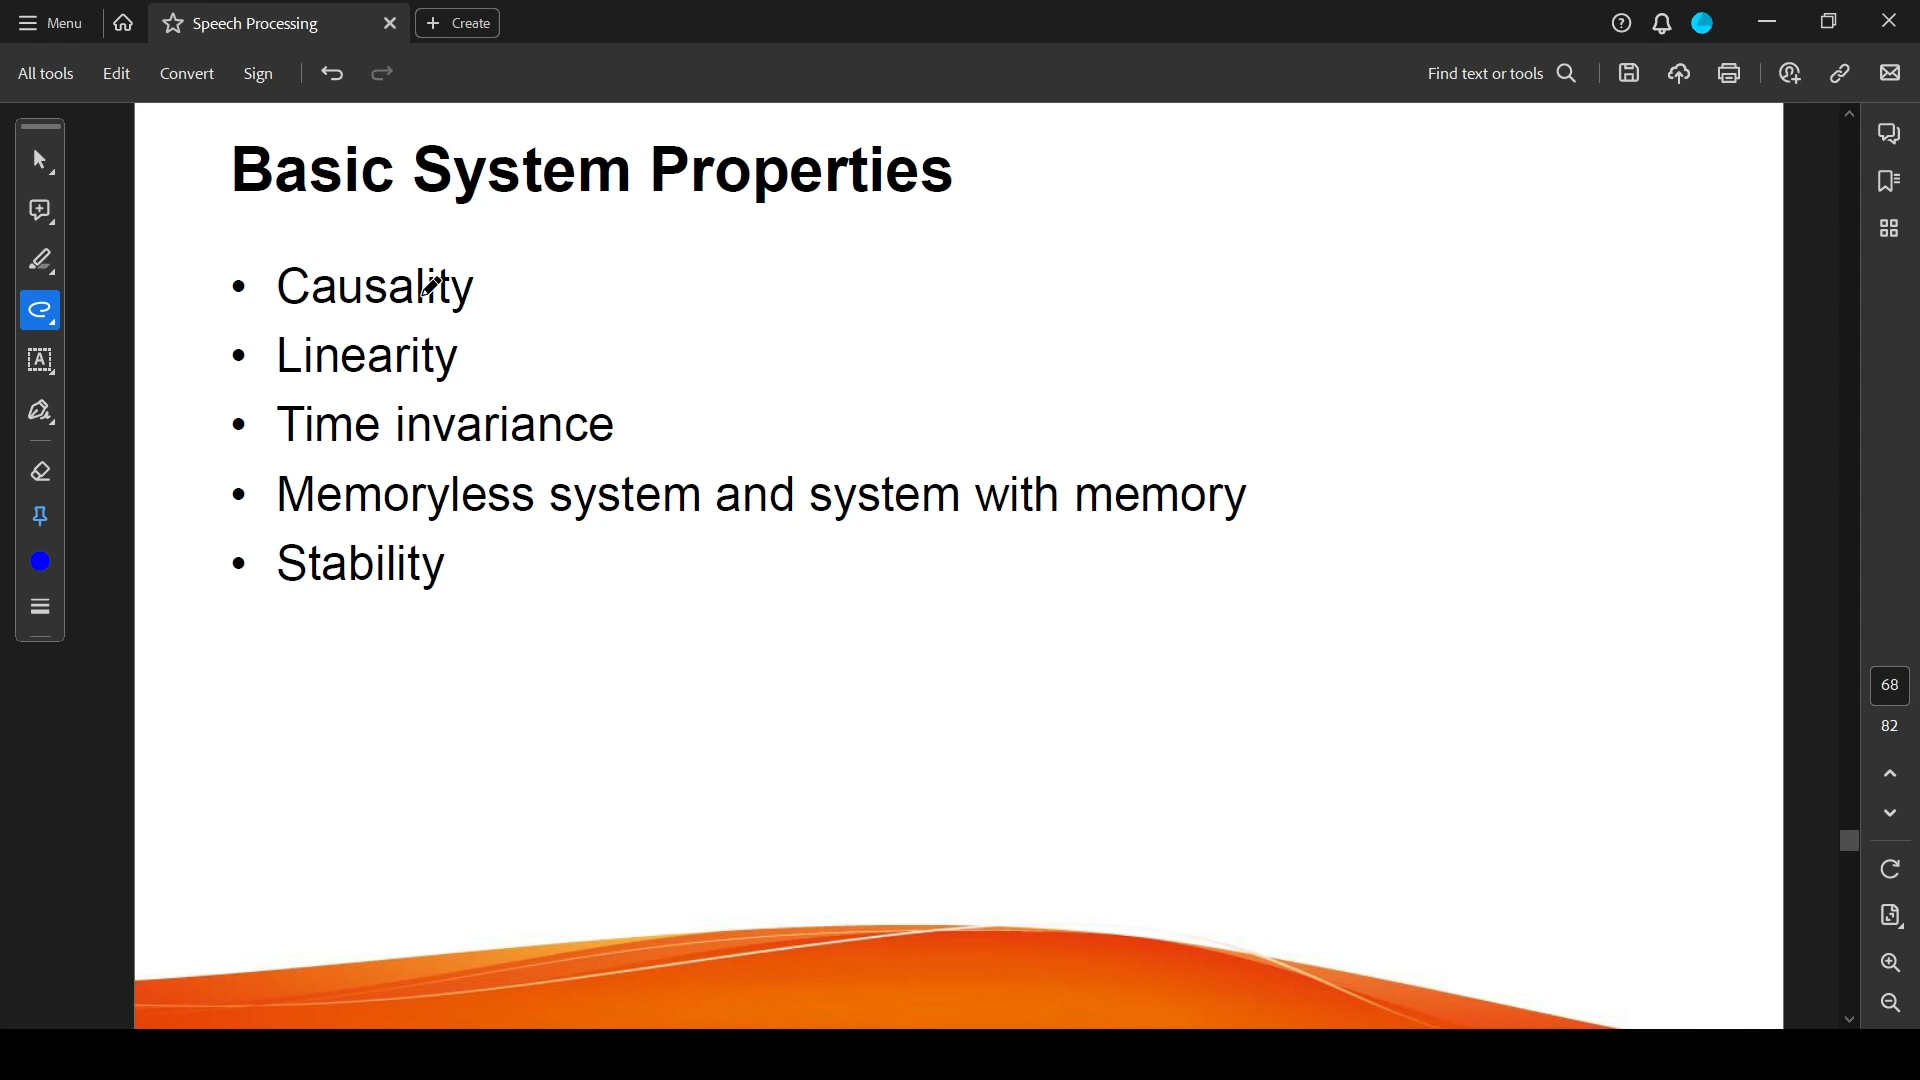 Menu
Speech Processing
Create
All tools
Edit
Convert
Sign
Find text or tools
Basic System Properties
• Causality
• Linearity
• Time invariance
• Memoryless system and system with memory
• Stability
68
82